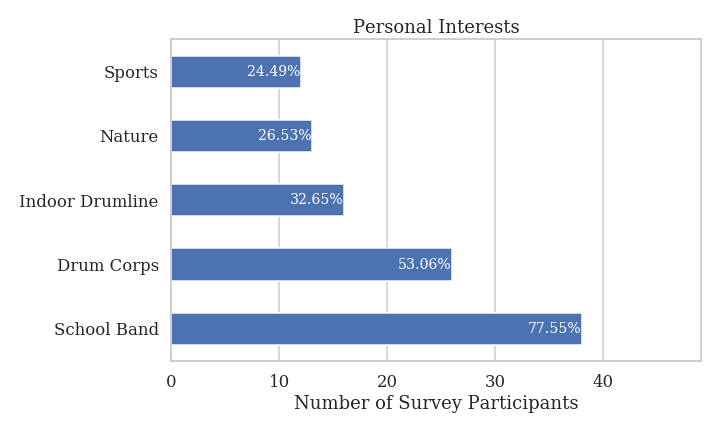 Personal Interests
Sports 24.49%
Nature 26.53%
Indoor Drumline 32.65%
Drum Corps 53.06%
School Band 77.55%
0 10 20 30 40
Number of Survey Participants